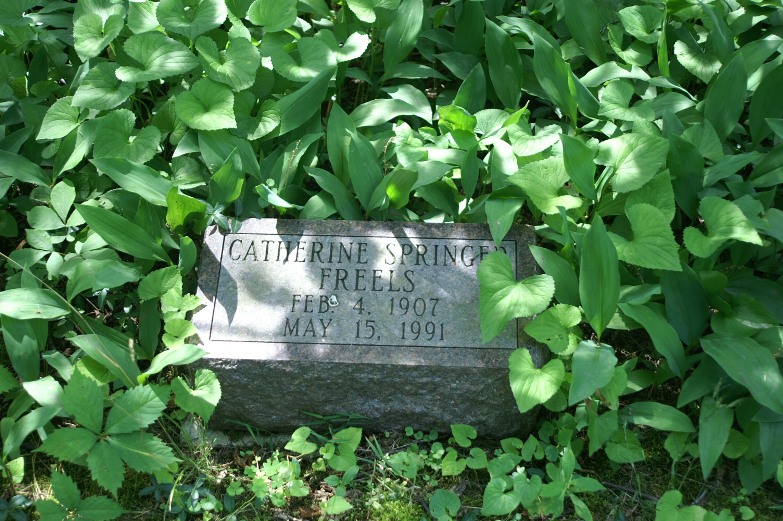 CATHERINE SPRINGER
FREELS
FEB. 4, 1907
MAY 15, 1991